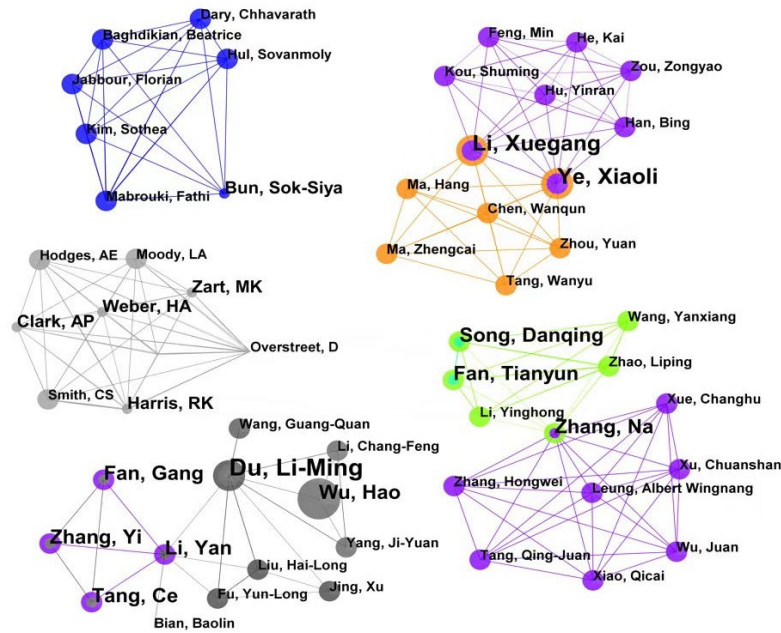 Dary, Chhavarath
Baghdikian, Beatrice
Hul, Sovanmoly
Jabbour, Florian
Kim, Sothea
Bun, Sok-Siya
Mabrouki, Fathi
Feng, Min
He, Kai
Kou, Shuming
Zou, Zongyao
Hu, Yinran
Han, Bing
Li, Xuegang
Ye, Xiaoli
Ma, Hang
Chen, Wanqun
Ma, Zhengcai
Zhou, Yuan
Tang, Wanyu
Hodges, AE
Moody, LA
Zart, MK
Weber, HA
Clark, AP
Overstreet, D
Smith, CS
Harris, RK
Wang, Yanxiang
Song, Danqing
Zhao, Liping
Fan, Tianyun
Li, Yinghong
Zhang, Na
Xue, Changhu
Xu, Chuanshan
Zhang, Hongwei
Leung, Albert Wingnang
Wu, Juan
Tang, Qing-Juan
Xiao, Qicai
Wang, Guang-Quan
Li, Chang-Feng
Fan, Gang
Du, Li-Ming
Wu, Hao
Zhang, Yi
Li, Yan
Yang, Ji-Yuan
Liu, Hai-Long
Tang, Ce
Fu, Yun-Long
Jing, Xu
Bian, Baolin